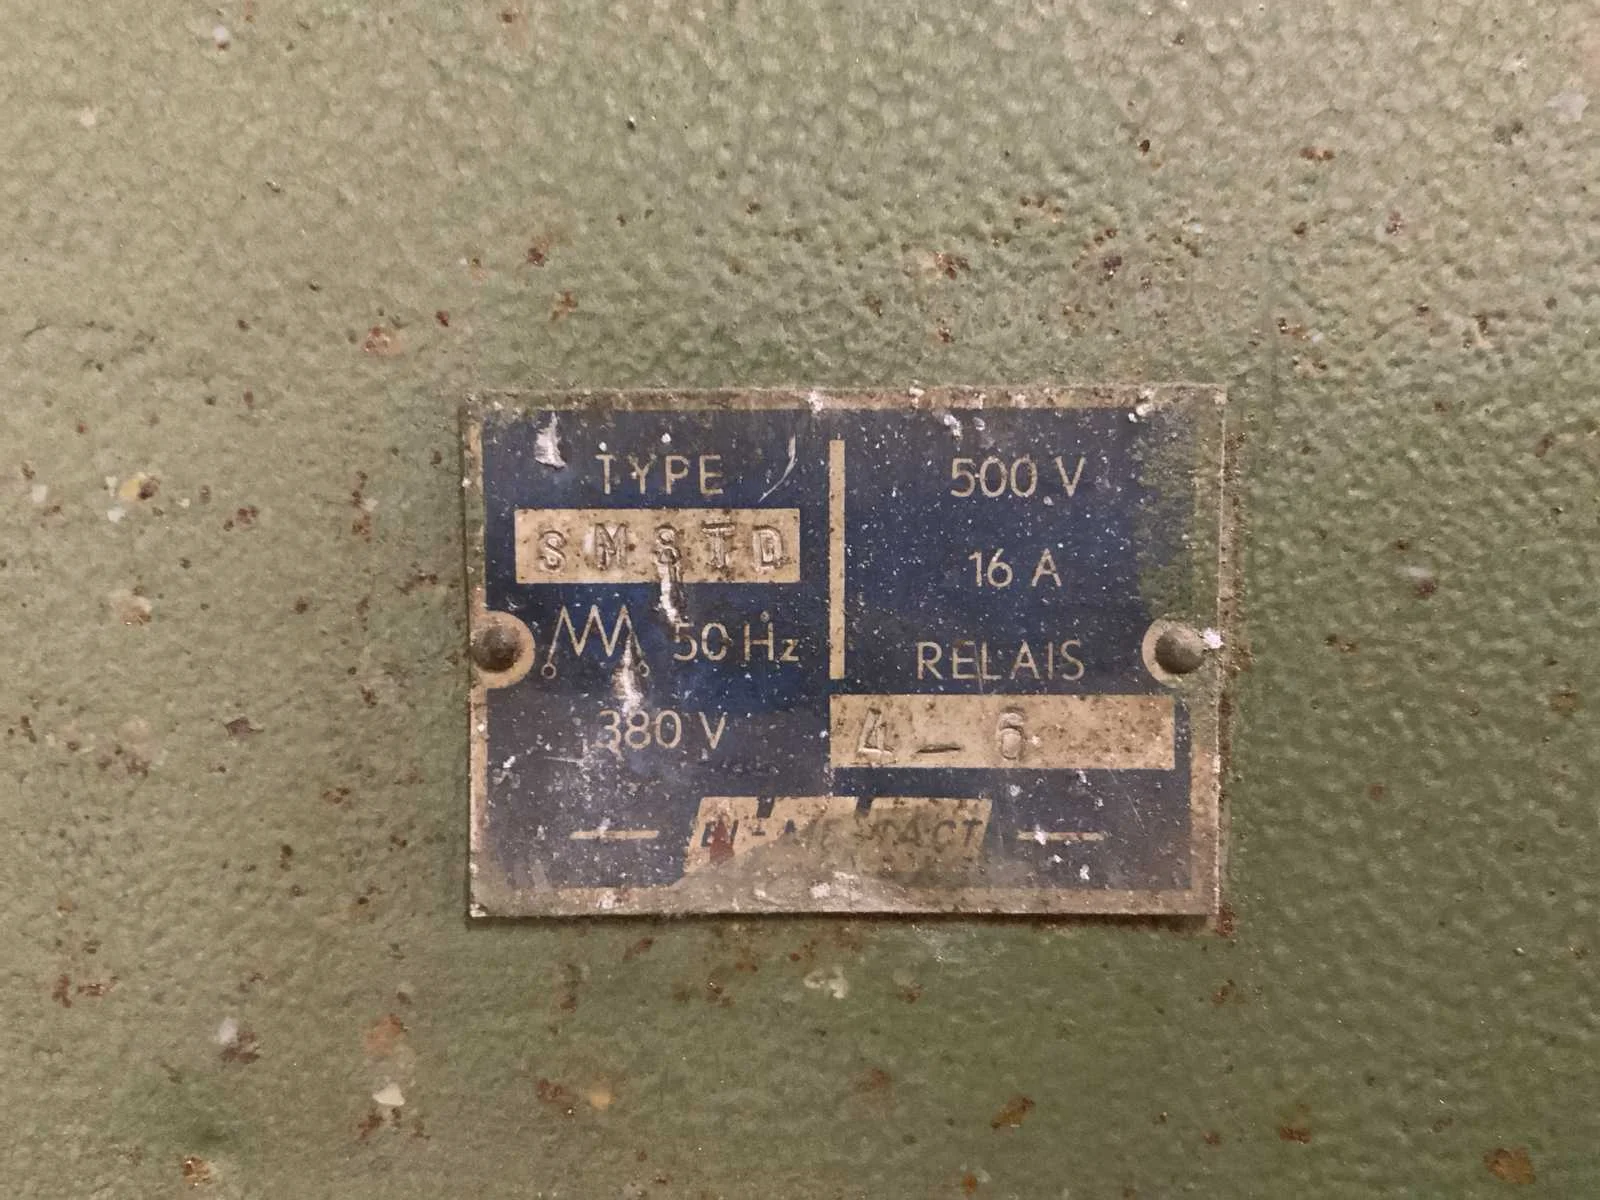 TYPE
SMSTD
50 Hz
380 V
500 V
16 A
RELAIS
4 – 6